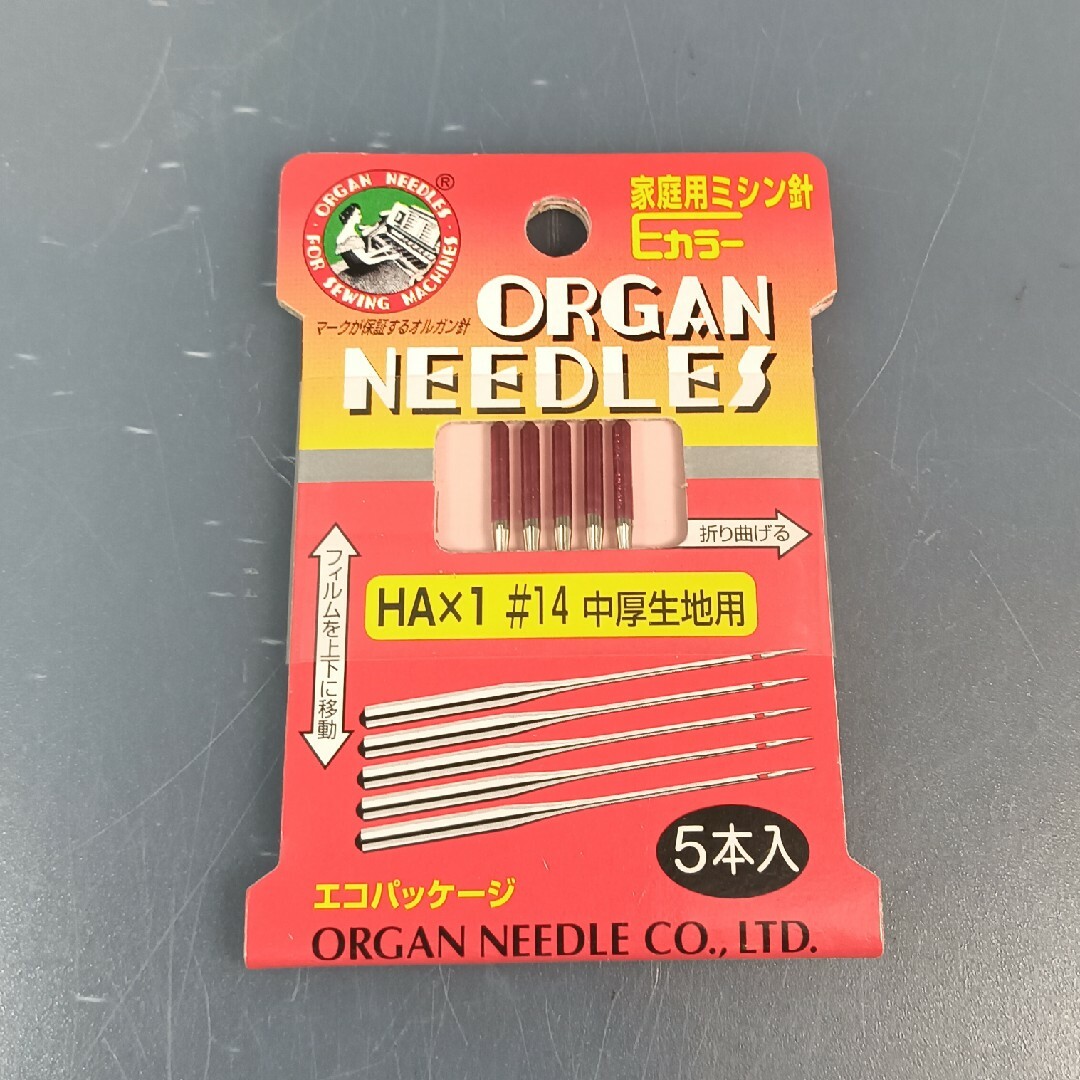 ORGAN NEEDLES
FOR SEWING MACHINES
®
家庭用ミシン針
Eカラー
マークが保証するオルガン針
ORGAN
NEEDLES
折り曲げる
フィルムを上下に移動
HA×1 #14 中厚生地用
5本入
エコパッケージ
ORGAN NEEDLE CO., LTD.